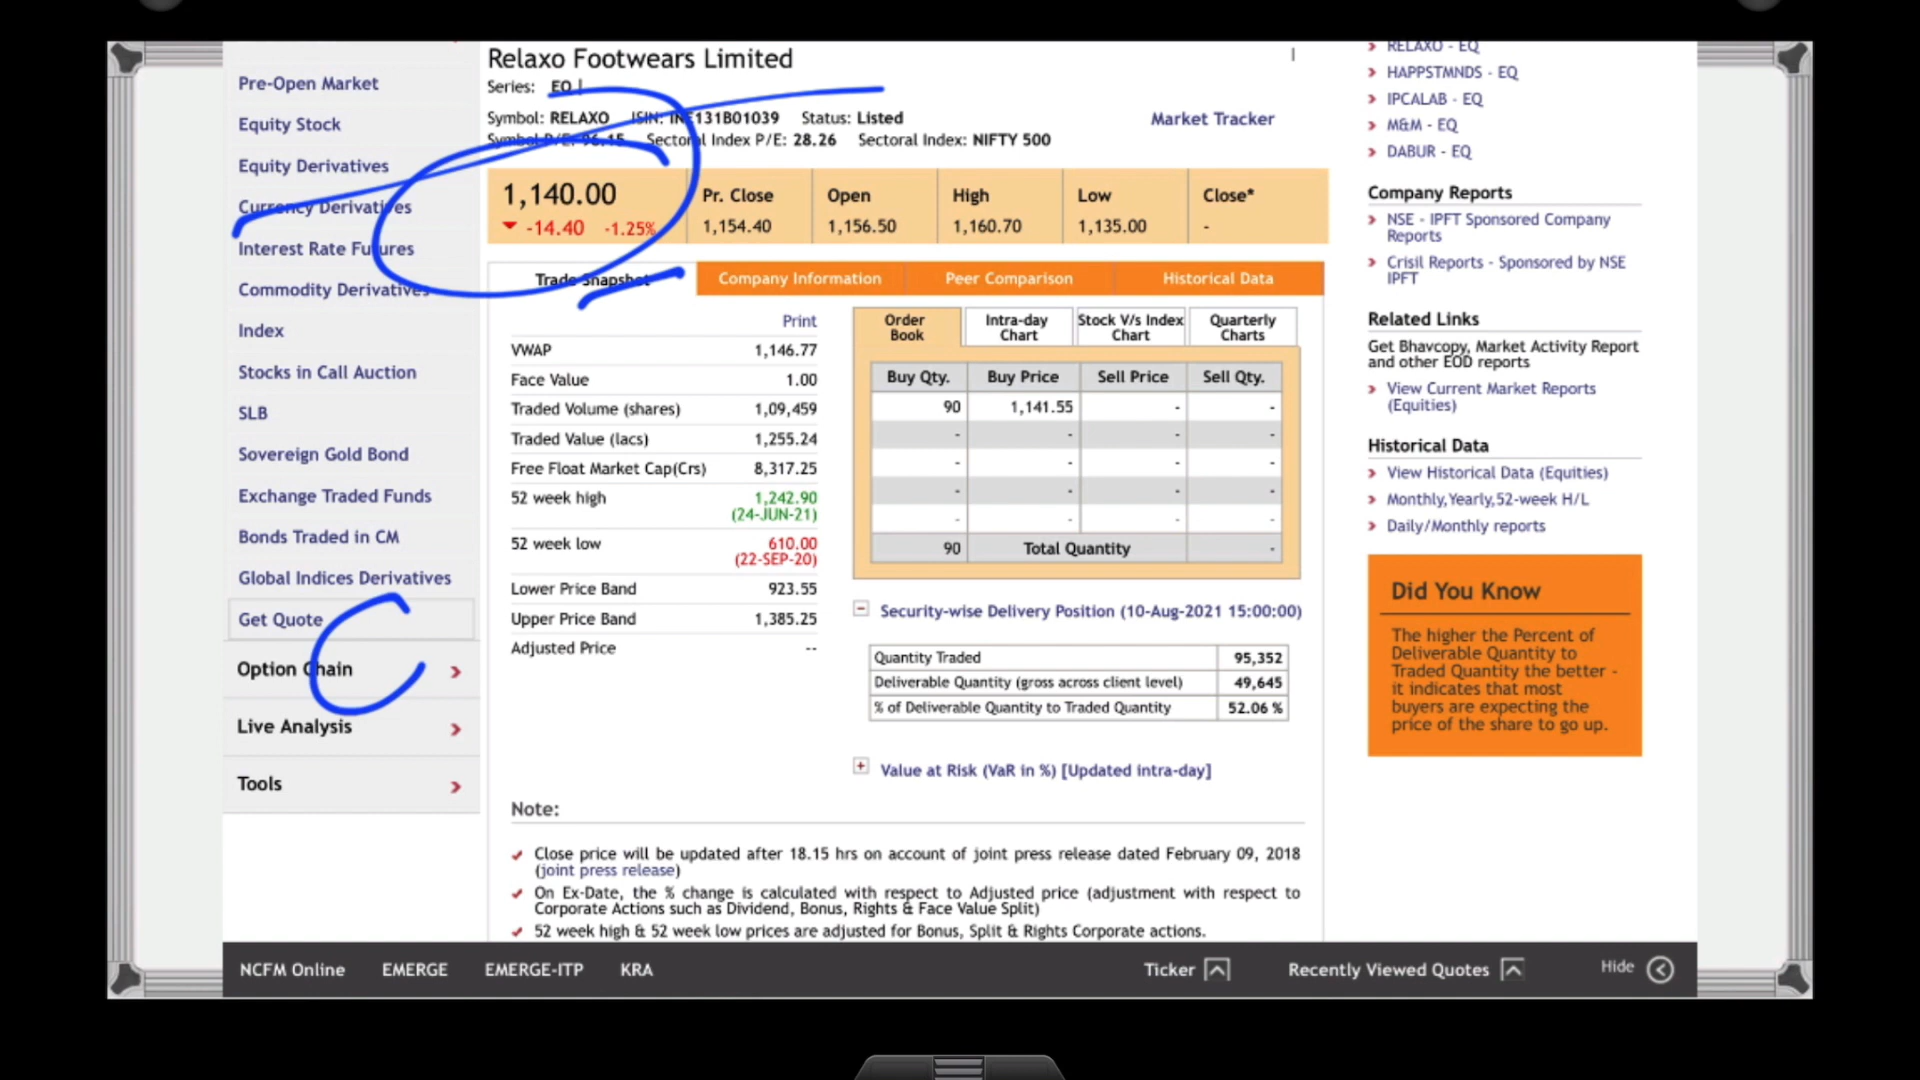 Pre-Open Market
Equity Stock
Equity Derivatives
Currency Derivatives
Interest Rate Futures
Commodity Derivatives
Index
Stocks in Call Auction
SLB
Sovereign Gold Bond
Exchange Traded Funds
Bonds Traded in CM
Global Indices Derivatives
Get Quote
Option Chain
Live Analysis
Tools
Relaxo Footwears Limited
Series: EQ |
Symbol: RELAXO ISIN: INE131B01039 Status: Listed
Symbol P/E: 96.15 Sectoral Index P/E: 28.26 Sectoral Index: NIFTY 500
Market Tracker
1,140.00 Pr. Close Open High Low Close*
-14.40 -1.25% 1,154.40 1,156.50 1,160.70 1,135.00 -
Trade Snapshot Company Information Peer Comparison Historical Data
Print
VWAP 1,146.77
Face Value 1.00
Traded Volume (shares) 1,09,459
Traded Value (lacs) 1,255.24
Free Float Market Cap(Crs) 8,317.25
52 week high 1,242.90
(24-JUN-21)
52 week low 610.00
(22-SEP-20)
Lower Price Band 923.55
Upper Price Band 1,385.25
Adjusted Price --
Order Book Intra-day Chart Stock V/s Index Chart Quarterly Charts
Buy Qty. Buy Price Sell Price Sell Qty.
90 1,141.55 - -
- - - -
- - - -
- - - -
- - - -
90 Total Quantity -
Security-wise Delivery Position (10-Aug-2021 15:00:00)
Quantity Traded 95,352
Deliverable Quantity (gross across client level) 49,645
% of Deliverable Quantity to Traded Quantity 52.06 %
Value at Risk (VaR in %) [Updated intra-day]
Note:
Close price will be updated after 18.15 hrs on account of joint press release dated February 09, 2018
(joint press release)
On Ex-Date, the % change is calculated with respect to Adjusted price (adjustment with respect to
Corporate Actions such as Dividend, Bonus, Rights & Face Value Split)
52 week high & 52 week low prices are adjusted for Bonus, Split & Rights Corporate actions.
RELAXO - EQ
HAPPSTMNDS - EQ
IPCALAB - EQ
M&M - EQ
DABUR - EQ
Company Reports
NSE - IPFT Sponsored Company
Reports
Crisil Reports - Sponsored by NSE
IPFT
Related Links
Get Bhavcopy, Market Activity Report
and other EOD reports
View Current Market Reports
(Equities)
Historical Data
View Historical Data (Equities)
Monthly,Yearly,52-week H/L
Daily/Monthly reports
Did You Know
The higher the Percent of
Deliverable Quantity to
Traded Quantity the better -
it indicates that most
buyers are expecting the
price of the share to go up.
NCFM Online EMERGE EMERGE-ITP KRA Ticker Recently Viewed Quotes Hide